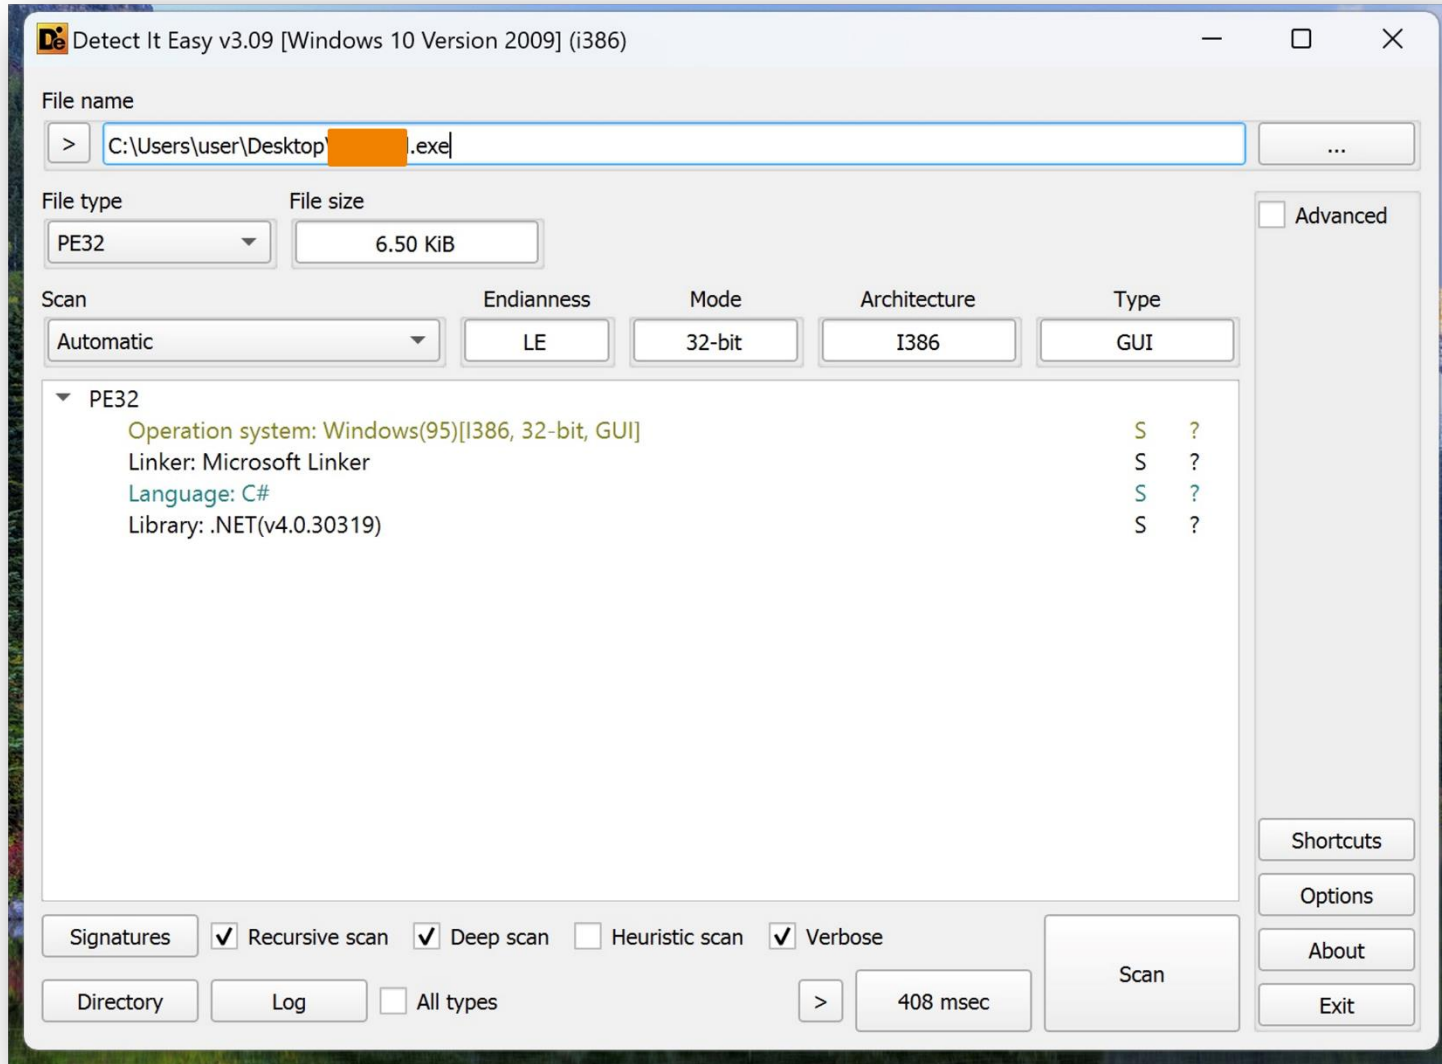 Detect It Easy v3.09 [Windows 10 Version 2009] (i386)
File name
> C:\Users\user\Desktop\ .exe ...
File type File size
PE32 6.50 KiB
Advanced
Scan Endianness Mode Architecture Type
Automatic LE 32-bit I386 GUI
PE32
Operation system: Windows(95)[I386, 32-bit, GUI] S ?
Linker: Microsoft Linker S ?
Language: C# S ?
Library: .NET(v4.0.30319) S ?
Shortcuts
Options
Signatures Recursive scan Deep scan Heuristic scan Verbose
About
Scan
Directory Log All types > 408 msec
Exit